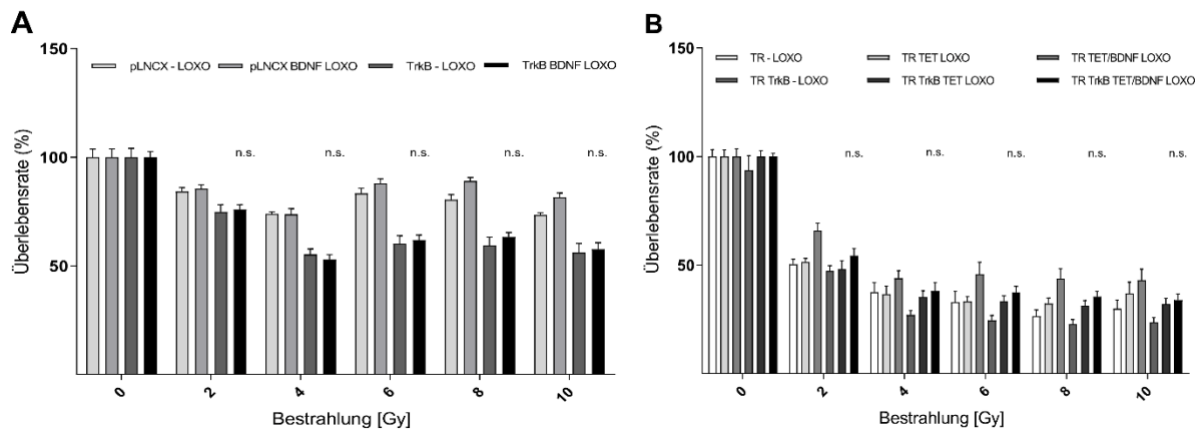 A
pLNCX - LOXO pLNCX BDNF LOXO TrkB - LOXO TrkB BDNF LOXO
Überlebensrate (%)
150
100
50
n.s. n.s. n.s. n.s. n.s.
0 2 4 6 8 10
Bestrahlung [Gy]
B
TR - LOXO TR TET LOXO TR TET/BDNF LOXO
TR TrkB - LOXO TR TrkB TET LOXO TR TrkB TET/BDNF LOXO
Überlebensrate (%)
150
100
50
n.s. n.s. n.s. n.s. n.s.
0 2 4 6 8 10
Bestrahlung [Gy]